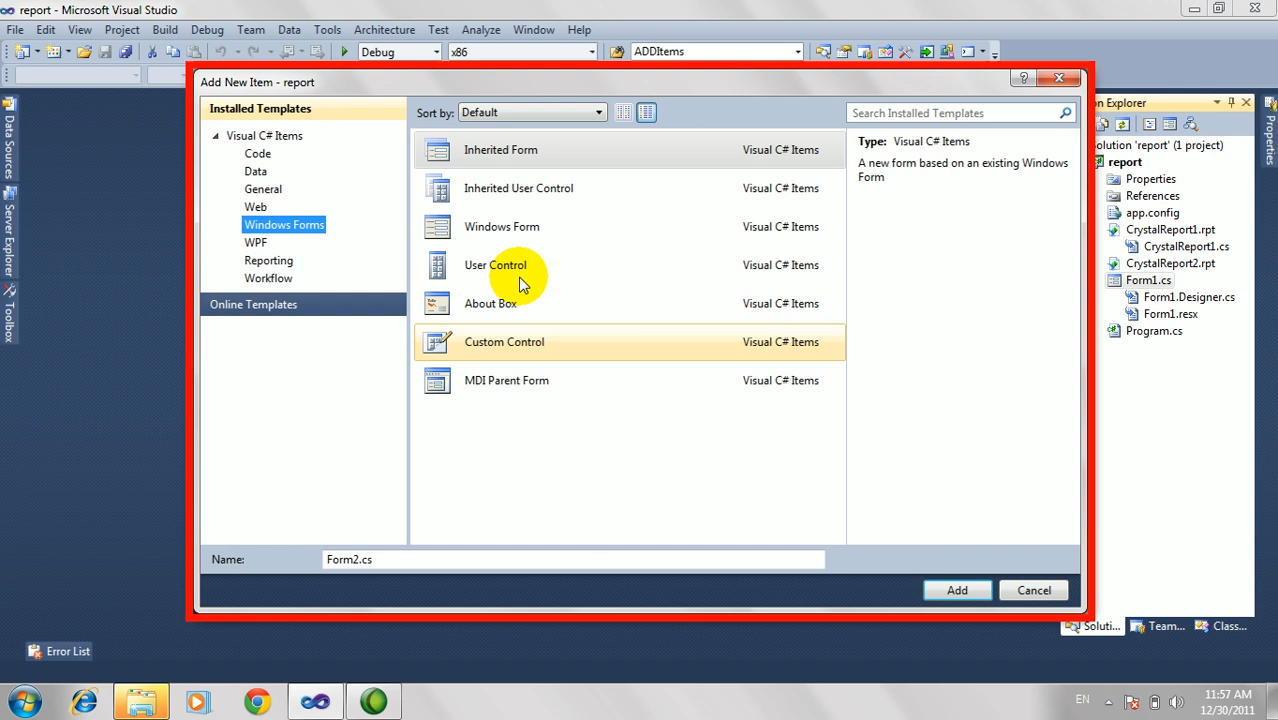 report - Microsoft Visual Studio
File Edit View Project Build Debug Team Data Tools Architecture Test Analyze Window Help
Debug x86 ADDItems
Add New Item - report
Installed Templates
Sort by: Default
Search Installed Templates
Visual C# Items
Code
Data
General
Web
Windows Forms
WPF
Reporting
Workflow
Online Templates
Inherited Form Visual C# Items
Inherited User Control Visual C# Items
Windows Form Visual C# Items
User Control Visual C# Items
About Box Visual C# Items
Custom Control Visual C# Items
MDI Parent Form Visual C# Items
Type: Visual C# Items
A new form based on an existing Windows
Form
Name: Form2.cs
Add Cancel
Data Sources
Server Explorer
Toolbox
on Explorer
Properties
olution 'report' (1 project)
report
Properties
References
app.config
CrystalReport1.rpt
CrystalReport1.cs
CrystalReport2.rpt
Form1.cs
Form1.Designer.cs
Form1.resx
Program.cs
Soluti... Team... Class...
Error List
EN
11:57 AM
12/30/2011